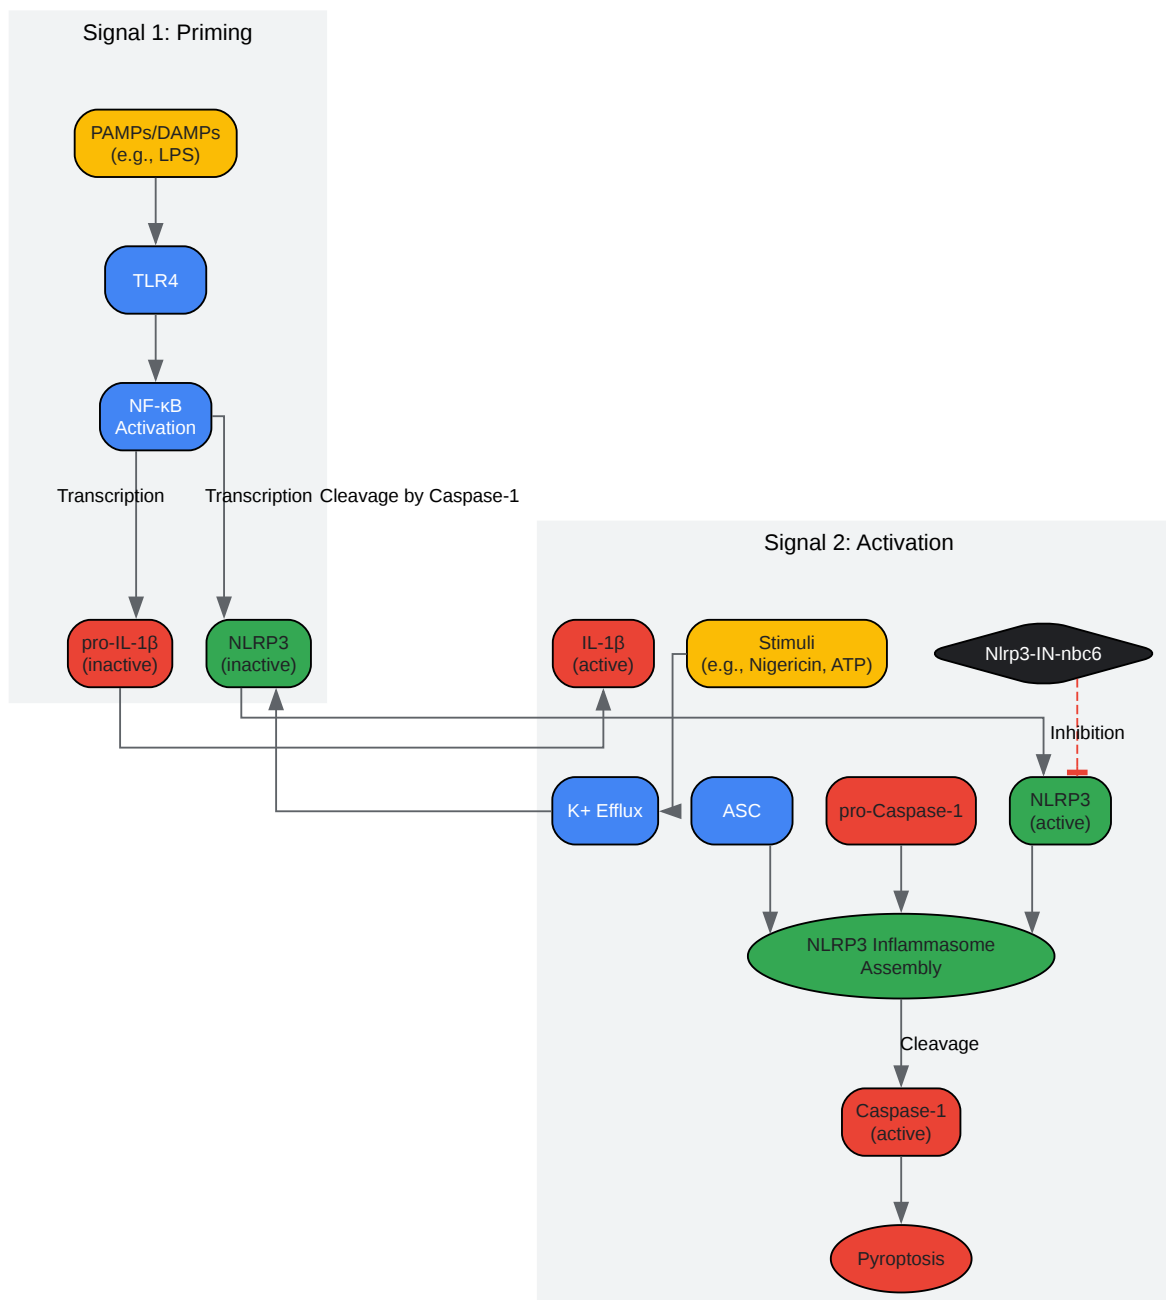 Signal 1: Priming
PAMPs/DAMPs
(e.g., LPS)
TLR4
NF-κB
Activation
Transcription
Transcription
Cleavage by Caspase-1
pro-IL-1β
(inactive)
NLRP3
(inactive)
Signal 2: Activation
IL-1β
(active)
Stimuli
(e.g., Nigericin, ATP)
Nlrp3-IN-nbc6
Inhibition
K+ Efflux
ASC
pro-Caspase-1
NLRP3
(active)
NLRP3 Inflammasome
Assembly
Cleavage
Caspase-1
(active)
Pyroptosis